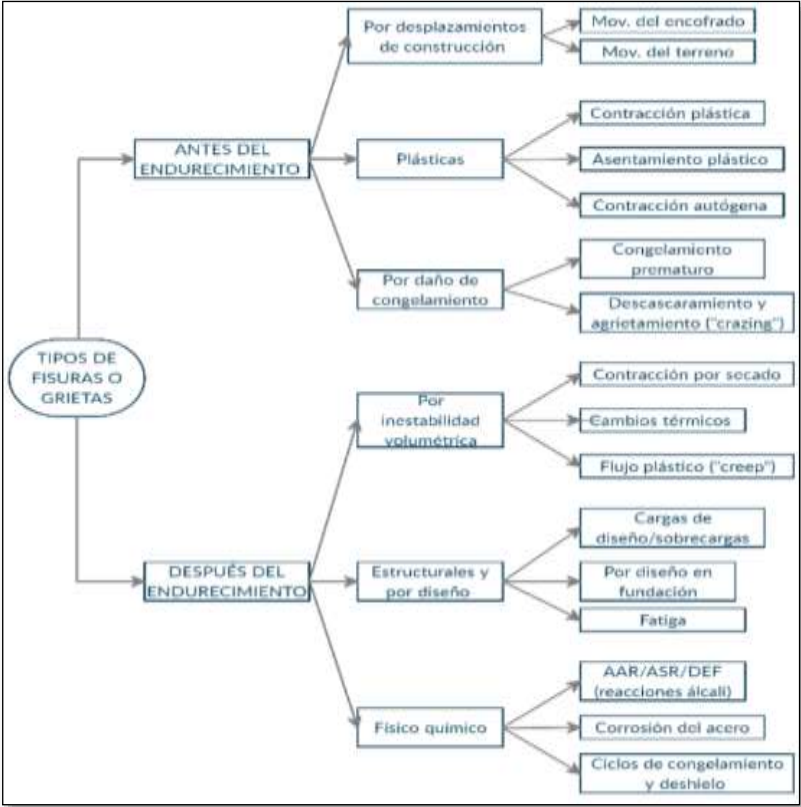 TIPOS DE
FISURAS O
GRIETAS
ANTES DEL
ENDURECIMIENTO
Por desplazamientos
de construcción
Mov. del encofrado
Mov. del terreno
Plásticas
Contracción plástica
Asentamiento plástico
Contracción autógena
Por daño de
congelamiento
Congelamiento
prematuro
Descascaramiento y
agrietamiento ("crazing")
DESPUÉS DEL
ENDURECIMIENTO
Por
inestabilidad
volumétrica
Contracción por secado
Cambios térmicos
Flujo plástico ("creep")
Estructurales y
por diseño
Cargas de
diseño/sobrecargas
Por diseño en
fundación
Fatiga
Físico químico
AAR/ASR/DEF
(reacciones álcali)
Corrosión del acero
Ciclos de congelamiento
y deshielo